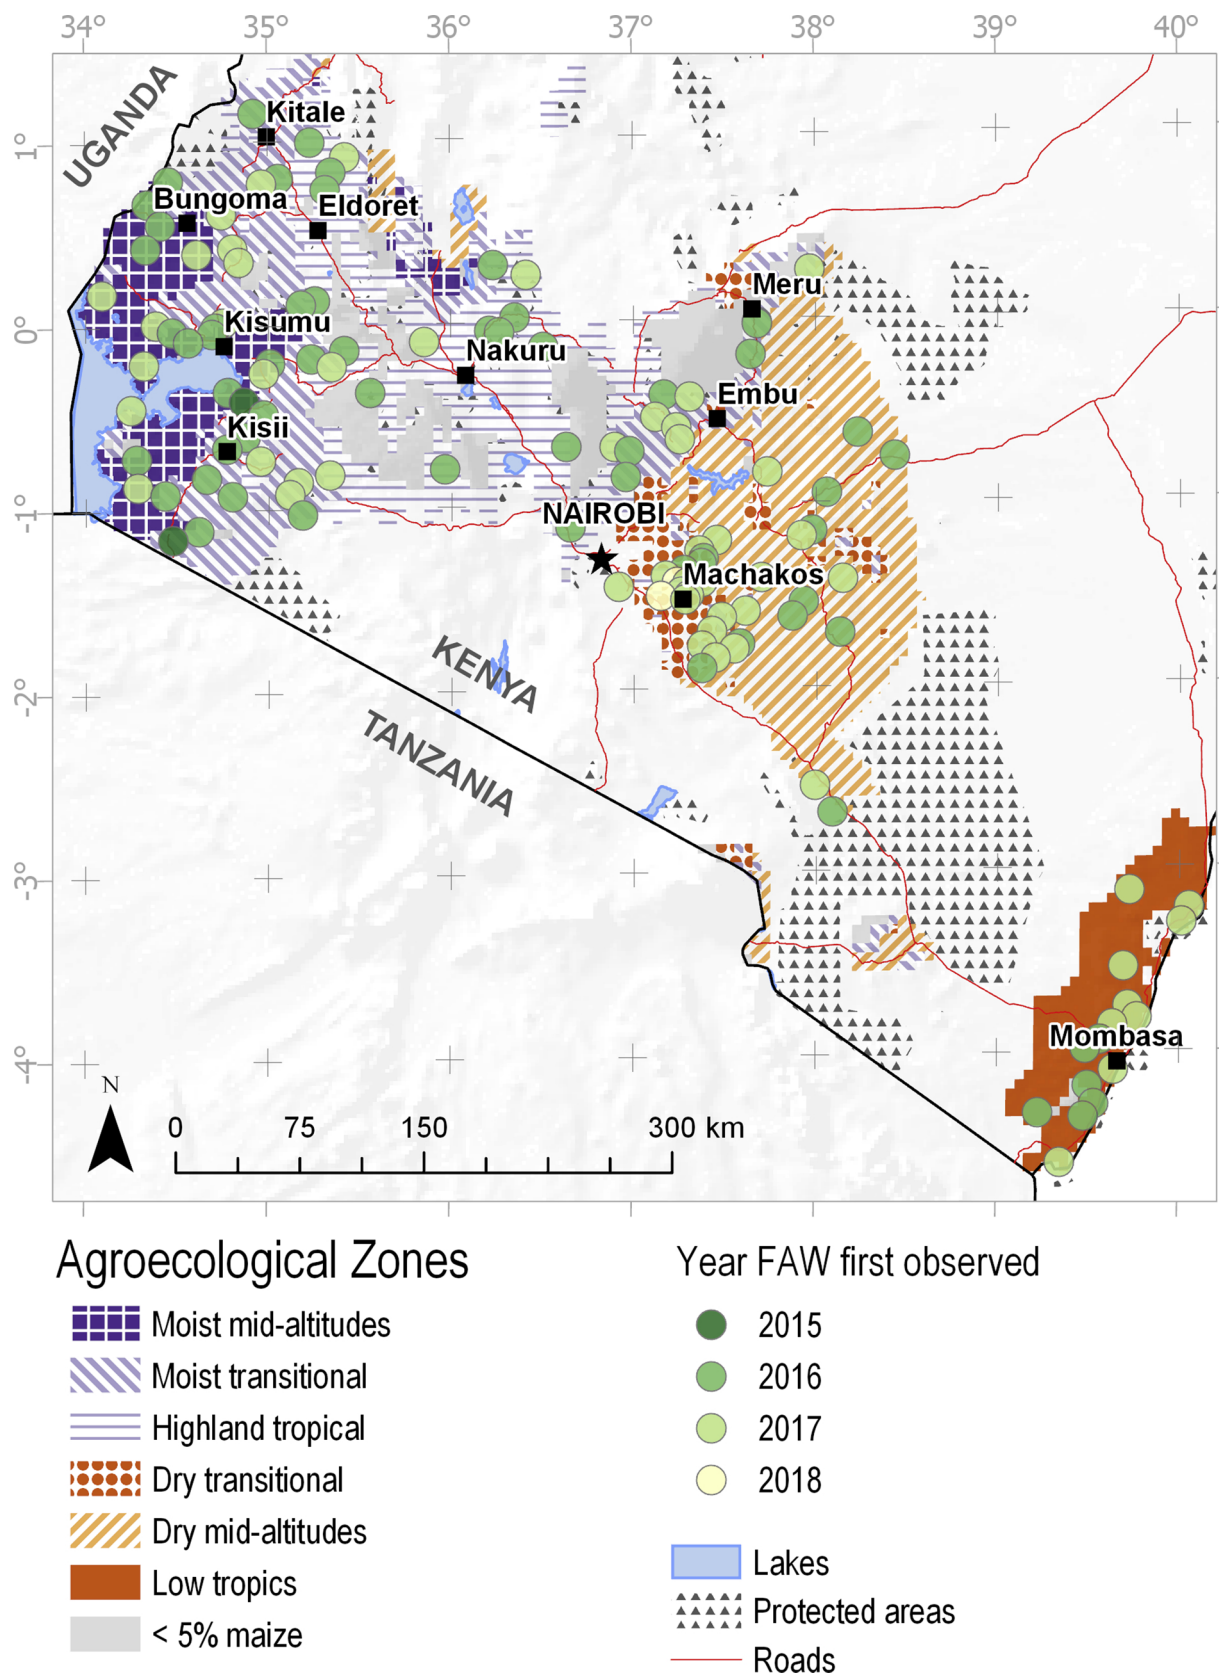 34° 35° 36° 37° 38° 39° 40°
UGANDA
Kitale
1°
Bungoma
Eldoret
Meru
0°
Kisumu
Nakuru
Embu
Kisii
-1°
NAIROBI
Machakos
KENYA
-2°
TANZANIA
-3°
Mombasa
-4°
N
0 75 150 300 km
Agroecological Zones
Moist mid-altitudes
Moist transitional
Highland tropical
Dry transitional
Dry mid-altitudes
Low tropics
< 5% maize
Year FAW first observed
2015
2016
2017
2018
Lakes
Protected areas
Roads